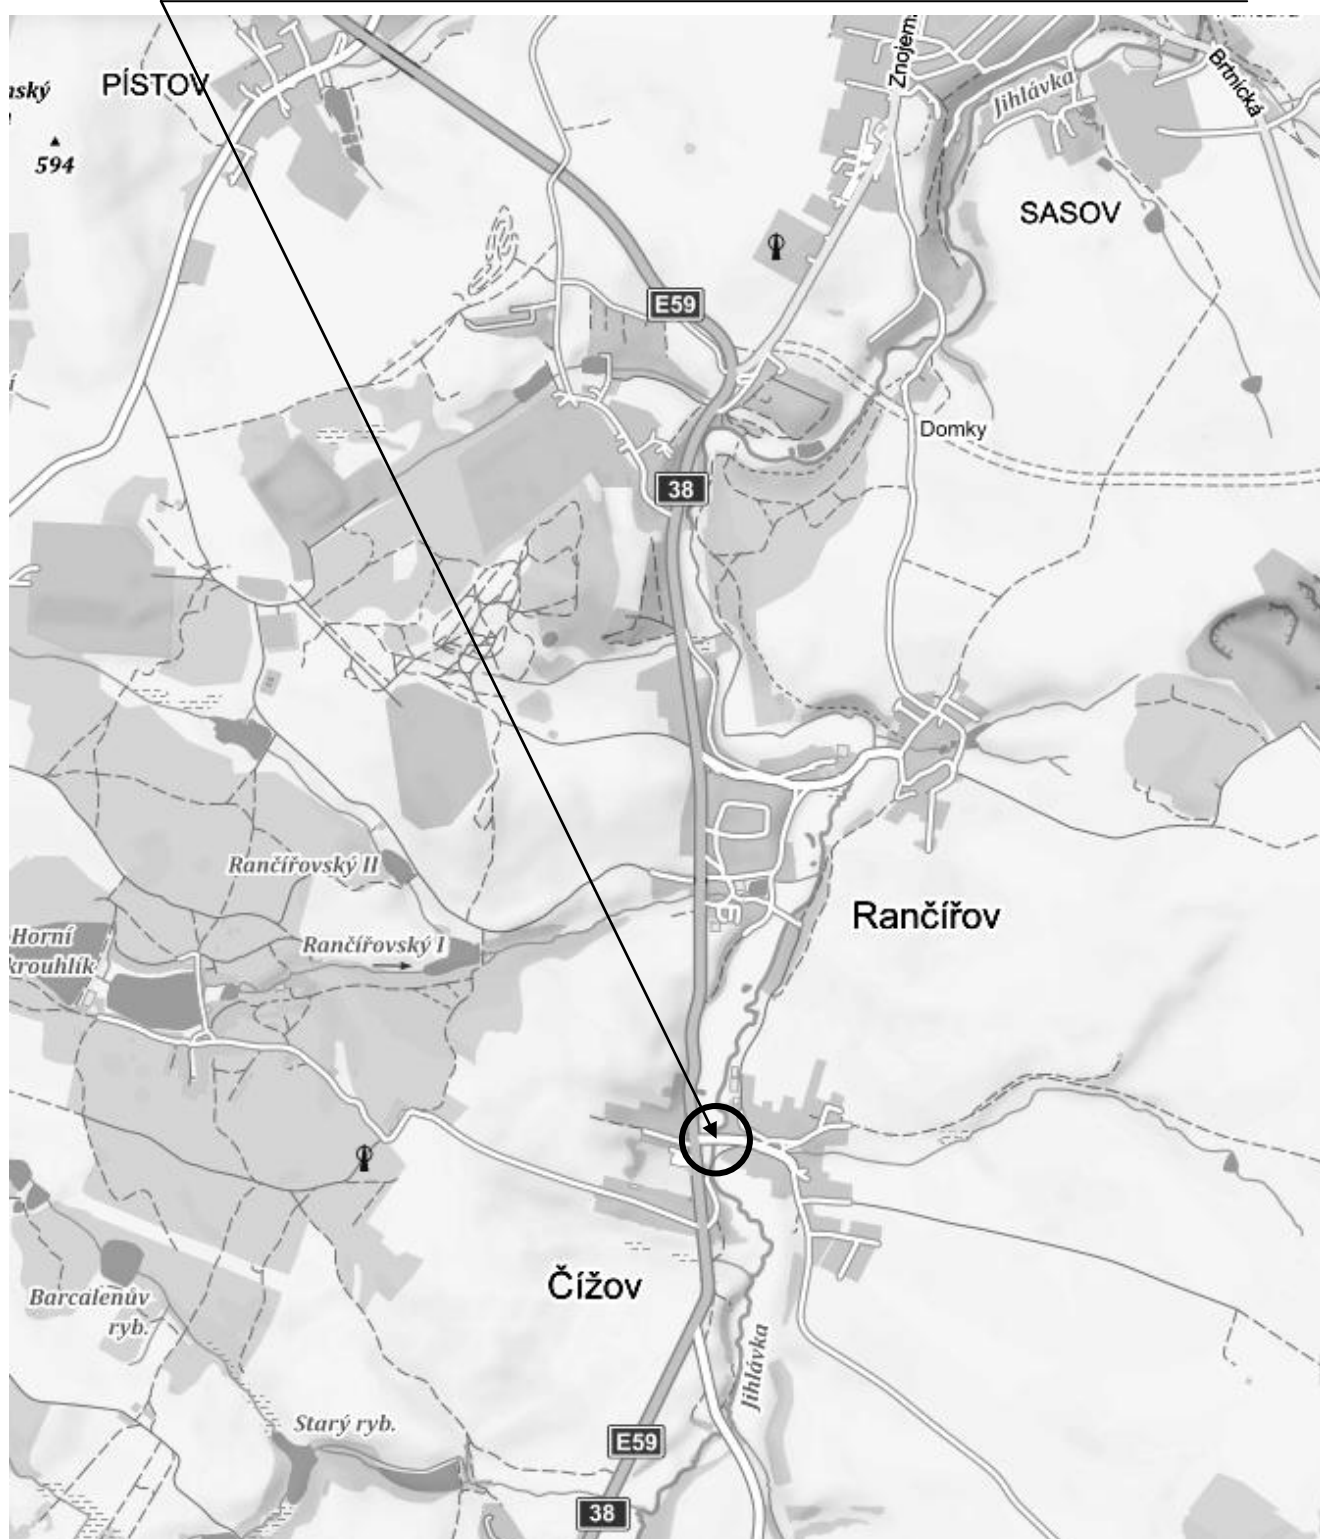 PÍSTOV
594
Znojem
Jihlávka
Brtnická
SASOV
E59
38
Domky
Rančířovský II
Rančířov
Horní
Rančířovský I
Čížov
Barcalenův
ryb.
Jihlávka
Starý ryb.
E59
38